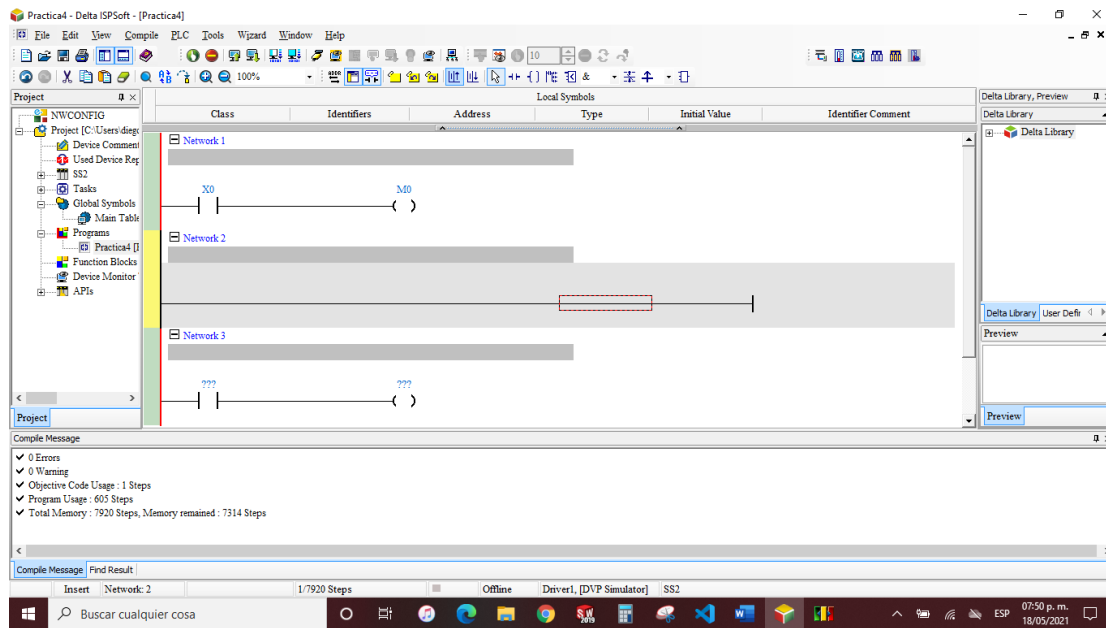 Practica4 - Delta ISPSoft - [Practica4]
File Edit View Compile PLC Tools Wizard Window Help
10
100%
&
Project
NWCONFIG
Project [C:\Users\diego
Device Comment
Used Device Rep
SS2
Tasks
Global Symbols
Main Table
Programs
Practica4 [P
Function Blocks
Device Monitor
APIs
Project
Local Symbols
Class Identifiers Address Type Initial Value Identifier Comment
Network 1
X0 M0
Network 2
Network 3
??? ???
Delta Library, Preview
Delta Library
Delta Library
Delta Library User Defir
Preview
Preview
Compile Message
0 Errors
0 Warning
Objective Code Usage : 1 Steps
Program Usage : 605 Steps
Total Memory : 7920 Steps, Memory remained : 7314 Steps
Compile Message Find Result
Insert Network: 2 1/7920 Steps Offline Driver1, [DVP Simulator] SS2
Buscar cualquier cosa
ESP 07:50 p. m.
18/05/2021